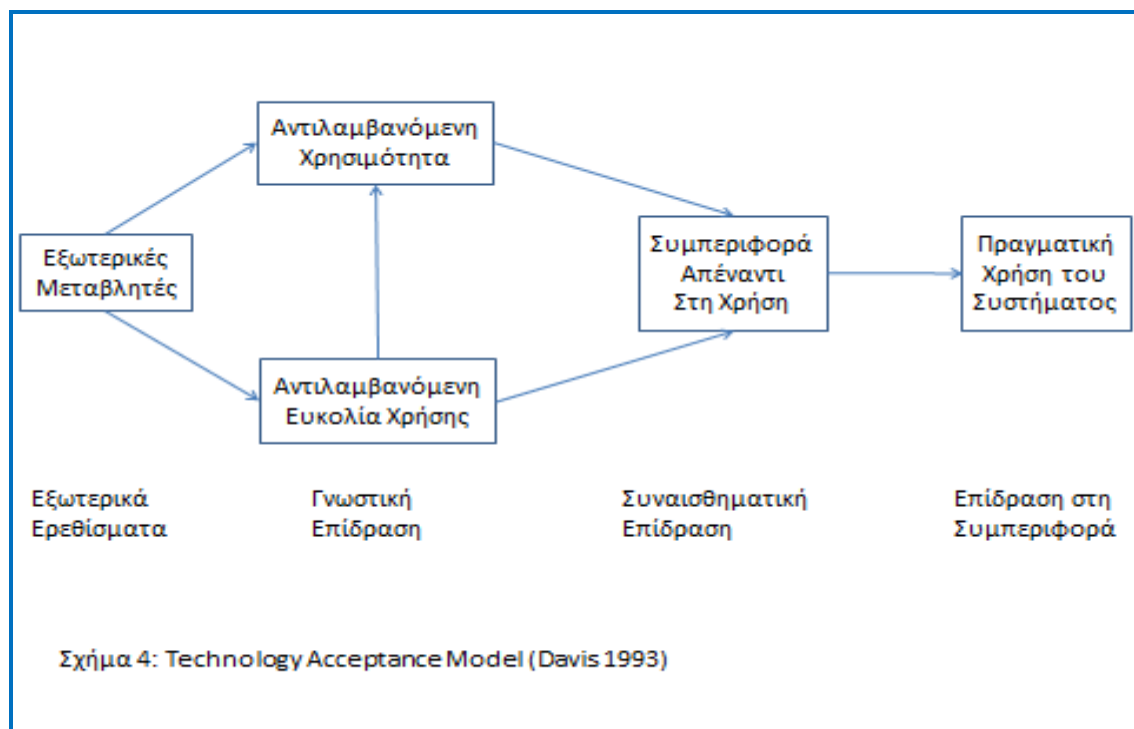 Αντιλαμβανόμενη
Χρησιμότητα
Εξωτερικές
Μεταβλητές
Συμπεριφορά
Απέναντι
Στη Χρήση
Πραγματική
Χρήση του
Συστήματος
Αντιλαμβανόμενη
Ευκολία Χρήσης
Εξωτερικά
Ερεθίσματα
Γνωστική
Επίδραση
Συναισθηματική
Επίδραση
Επίδραση στη
Συμπεριφορά
Σχήμα 4: Technology Acceptance Model (Davis 1993)